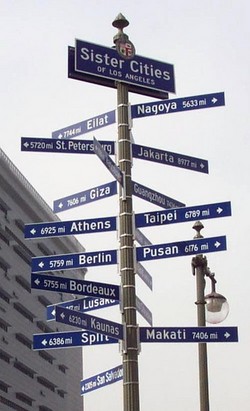 Sister Cities
OF LOS ANGELES
Nagoya 5633 mi
7744 mi Eilat
5720 mi St. Petersburg
Jakarta 8977 mi
Guangzhou
7606 mi Giza
Taipei 6789 mi
6925 mi Athens
Pusan 6176 mi
5759 mi Berlin
5755 mi Bordeaux
Lusaka
6230 mi Kaunas
Makati 7406 mi
6386 mi Split
San Salvador